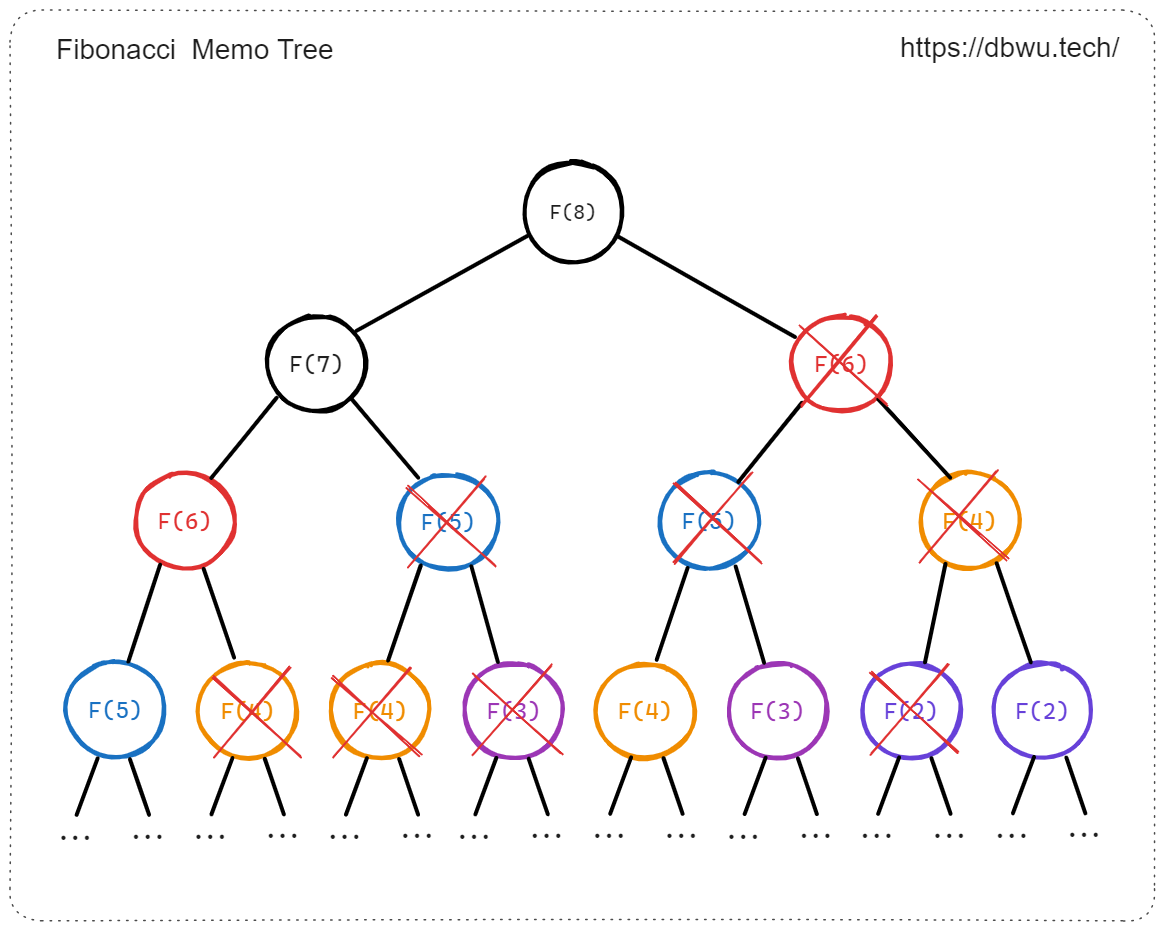 Fibonacci  Memo Tree
https://dbwu.tech/
F(8)
F(7)
F(6)
F(6)
F(5)
F(5)
F(4)
F(5)
F(4)
F(4)
F(3)
F(4)
F(3)
F(2)
F(2)
... ... ... ... ... ... ... ... ... ... ... ... ... ... ... ...